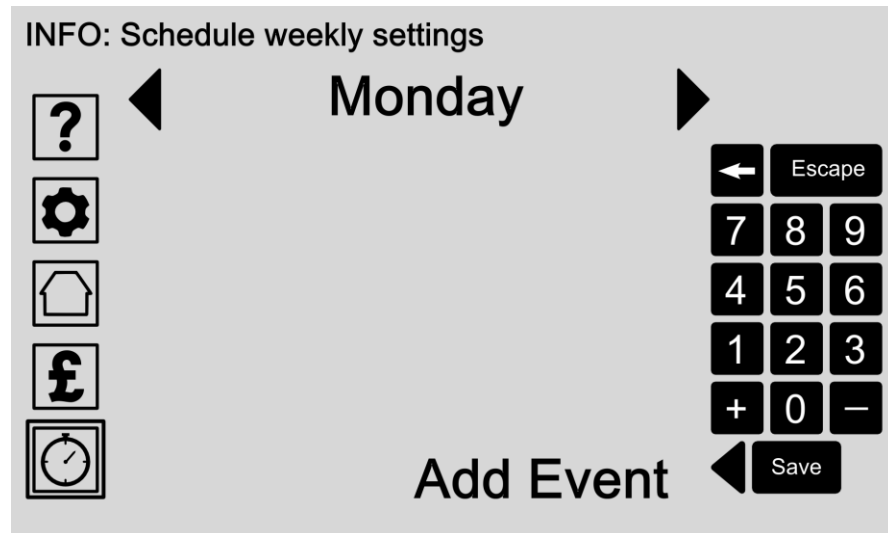 INFO: Schedule weekly settings
Monday
?
Escape
7 8 9
4 5 6
£
1 2 3
+ 0 –
Add Event
Save